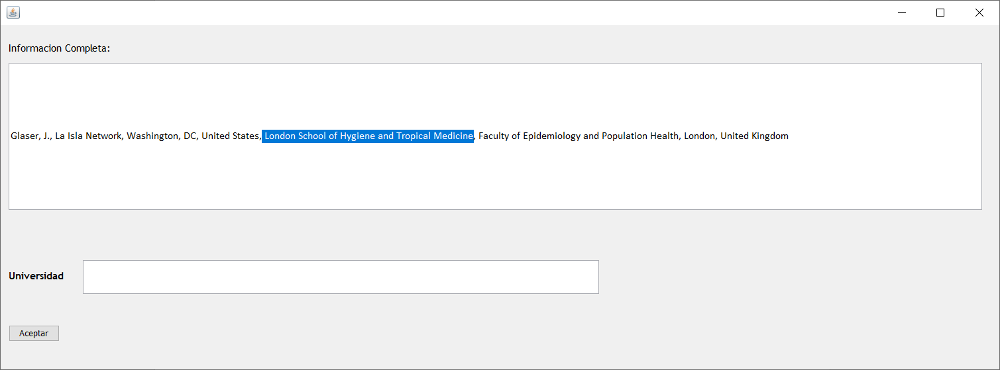 Informacion Completa:
Glaser, J., La Isla Network, Washington, DC, United States, London School of Hygiene and Tropical Medicine, Faculty of Epidemiology and Population Health, London, United Kingdom
Universidad
Aceptar